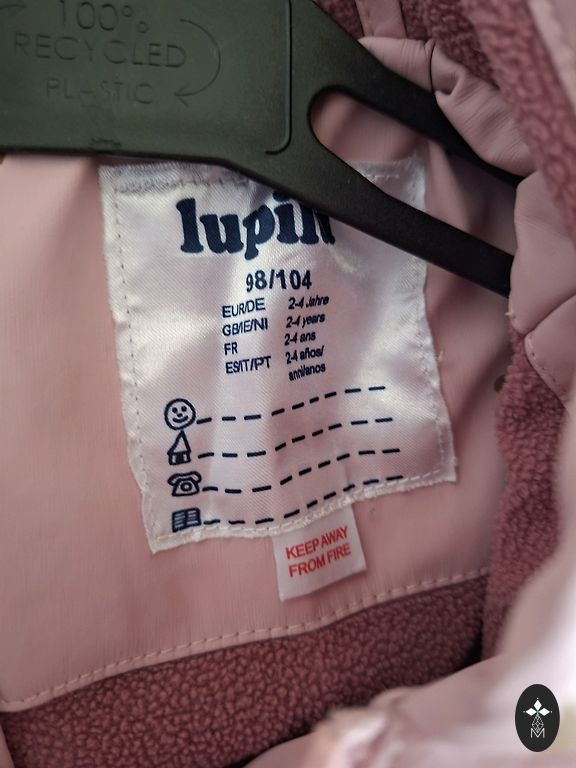 100%
RECYCLED
PLASTIC
lupilu
98/104
EUR/DE 2-4 Jahre
GB/IE/NI 2-4 years
FR 2-4 ans
ES/IT/PT 2-4 años/
anni/anos
KEEP AWAY
FROM FIRE
M